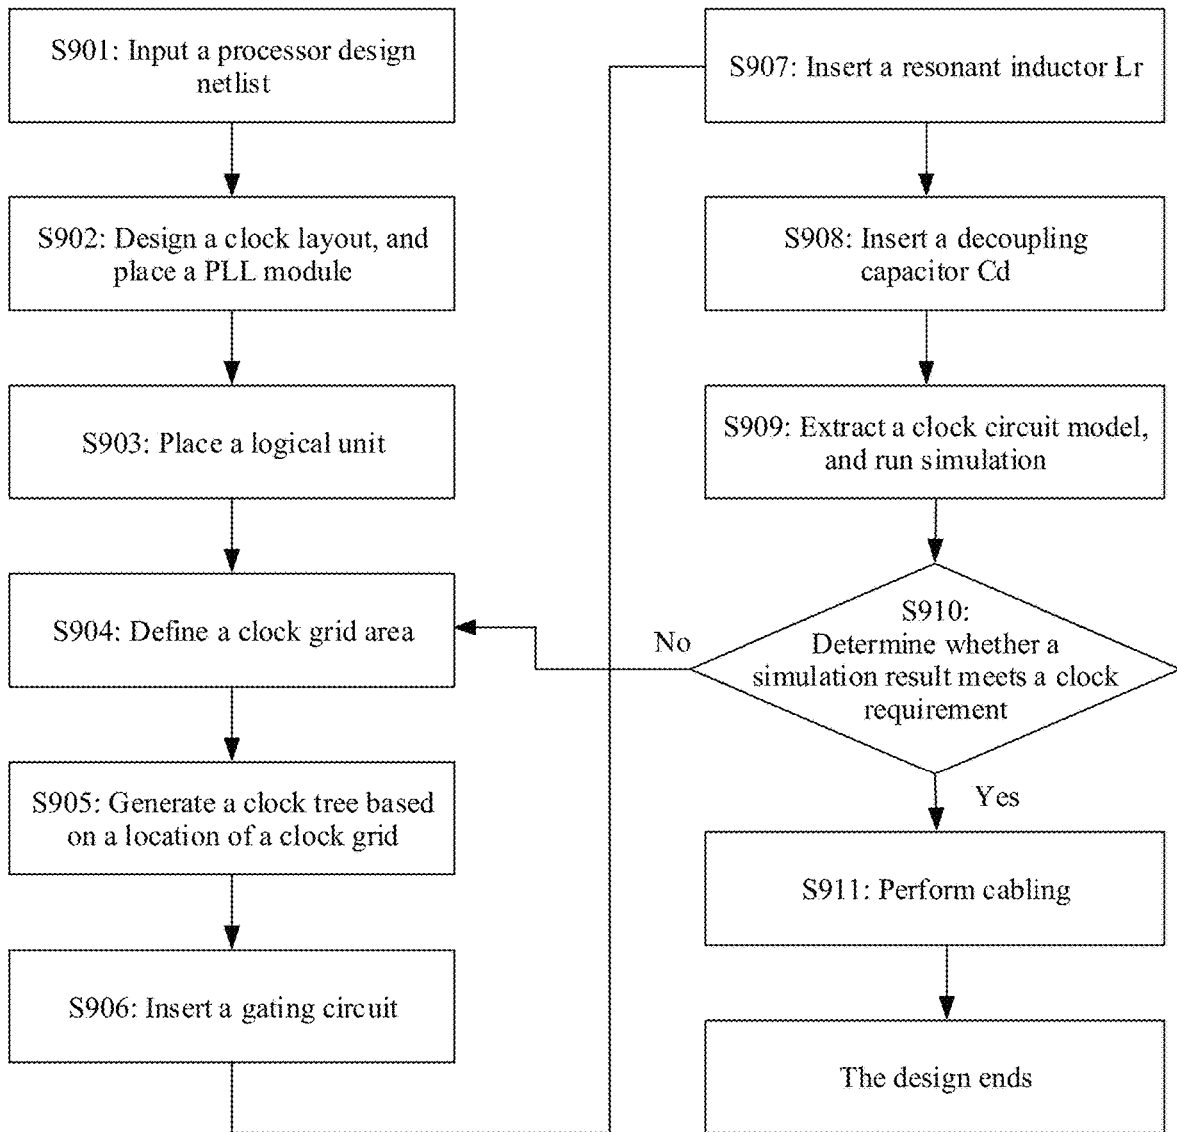 S901: Input a processor design
netlist
S902: Design a clock layout, and
place a PLL module
S903: Place a logical unit
S904: Define a clock grid area
S905: Generate a clock tree based
on a location of a clock grid
S906: Insert a gating circuit
S907: Insert a resonant inductor Lr
S908: Insert a decoupling
capacitor Cd
S909: Extract a clock circuit model,
and run simulation
S910:
Determine whether a
simulation result meets a clock
requirement
No
Yes
S911: Perform cabling
The design ends